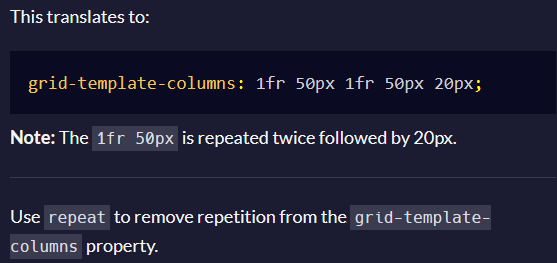 This translates to:
grid-template-columns: 1fr 50px 1fr 50px 20px;
Note: The 1fr 50px is repeated twice followed by 20px.
Use repeat to remove repetition from the grid-template-
columns property.